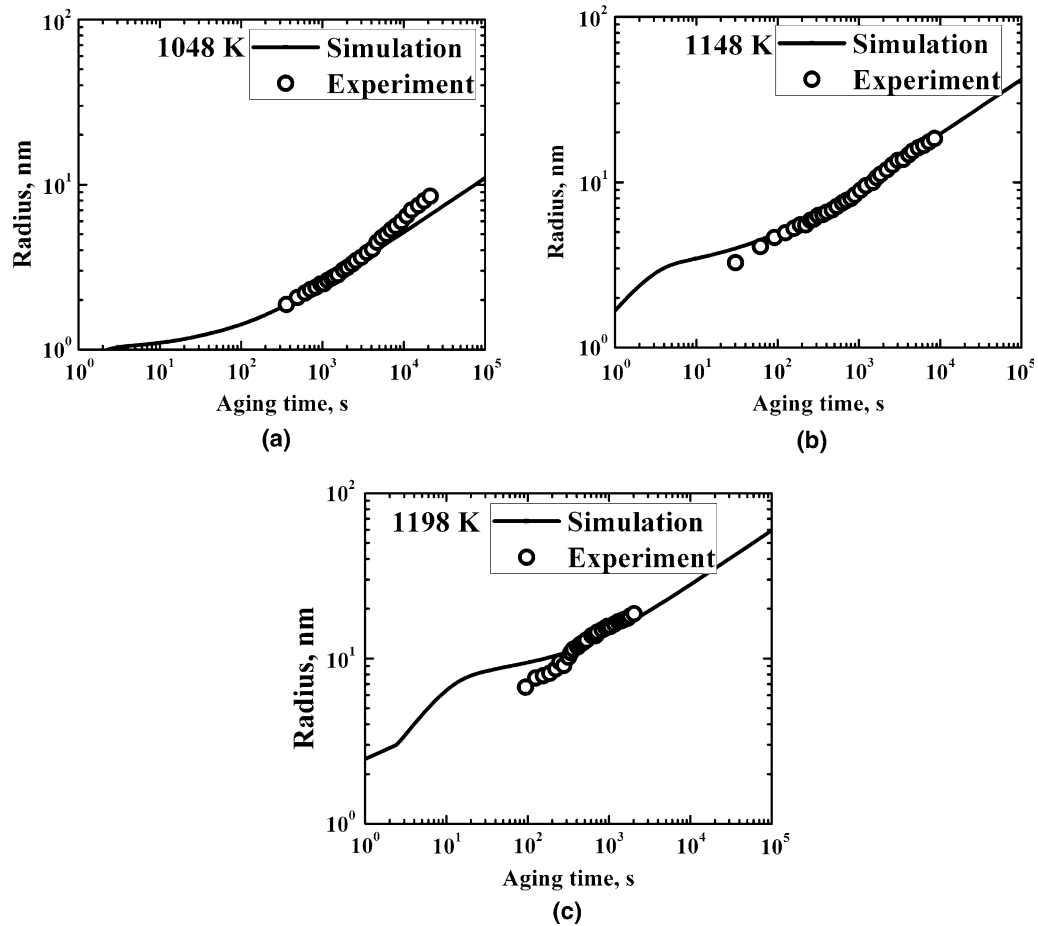 10²
1048 K
Simulation
Experiment
10¹
10⁰
Radius, nm
10⁰ 10¹ 10² 10³ 10⁴ 10⁵
Aging time, s
(a)
10²
1148 K
Simulation
Experiment
10¹
10⁰
Radius, nm
10⁰ 10¹ 10² 10³ 10⁴ 10⁵
Aging time, s
(b)
10²
1198 K
Simulation
Experiment
10¹
10⁰
Radius, nm
10⁰ 10¹ 10² 10³ 10⁴ 10⁵
Aging time, s
(c)